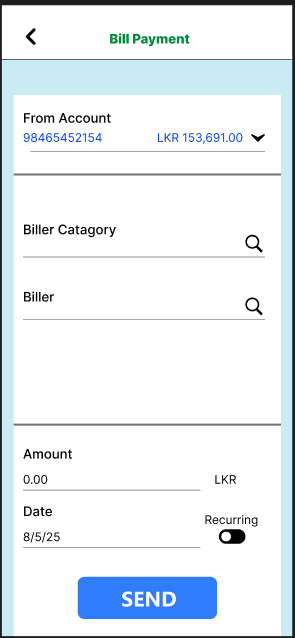 Bill Payment
From Account
98465452154 LKR 153,691.00
Biller Catagory
Biller
Amount
0.00 LKR
Date
Recurring
8/5/25
SEND